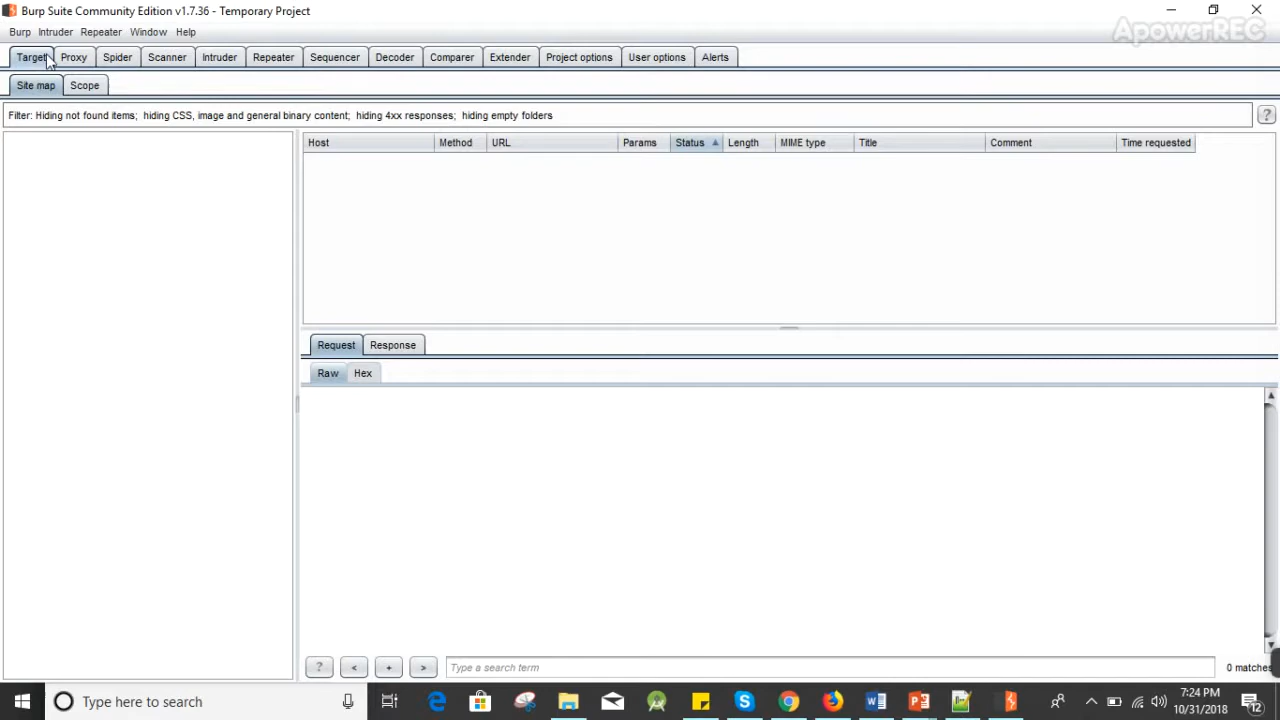 Burp Suite Community Edition v1.7.36 - Temporary Project
ApowerREC
Burp Intruder Repeater Window Help
Target Proxy Spider Scanner Intruder Repeater Sequencer Decoder Comparer Extender Project options User options Alerts
Site map Scope
Filter: Hiding not found items; hiding CSS, image and general binary content; hiding 4xx responses; hiding empty folders
?
Host Method URL Params Status Length MIME type Title Comment Time requested
Request Response
Raw Hex
? < + > Type a search term 0 matches
Type here to search
7:24 PM
10/31/2018
12